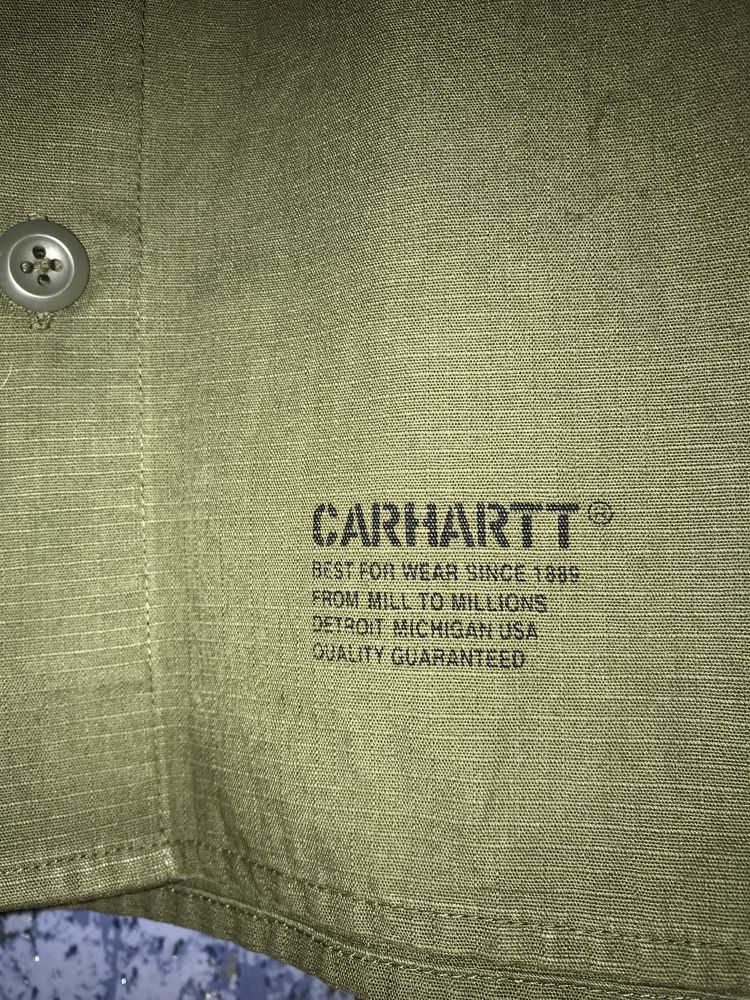 CARHARTT®
BEST FOR WEAR SINCE 1889
FROM MILL TO MILLIONS
DETROIT MICHIGAN USA
QUALITY GUARANTEED